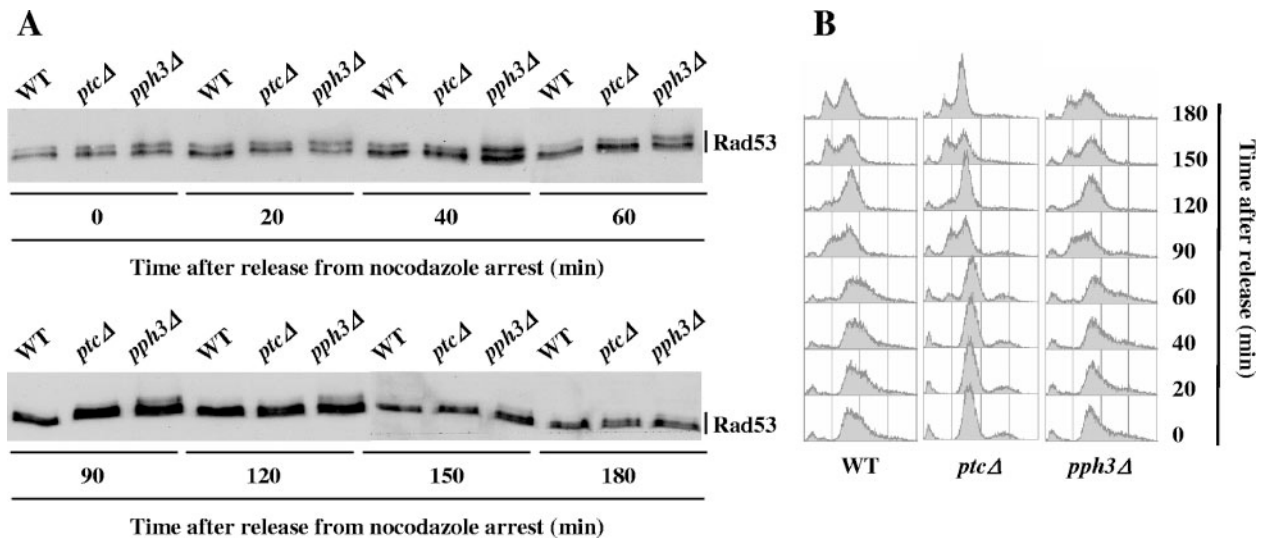 A
WT ptcΔ pph3Δ WT ptcΔ pph3Δ WT ptcΔ pph3Δ WT ptcΔ pph3Δ
Rad53
0 20 40 60
Time after release from nocodazole arrest (min)
WT ptcΔ pph3Δ WT ptcΔ pph3Δ WT ptcΔ pph3Δ WT ptcΔ pph3Δ
Rad53
90 120 150 180
Time after release from nocodazole arrest (min)
B
180
150
120
90
60
40
20
0
WT ptcΔ pph3Δ
Time after release (min)